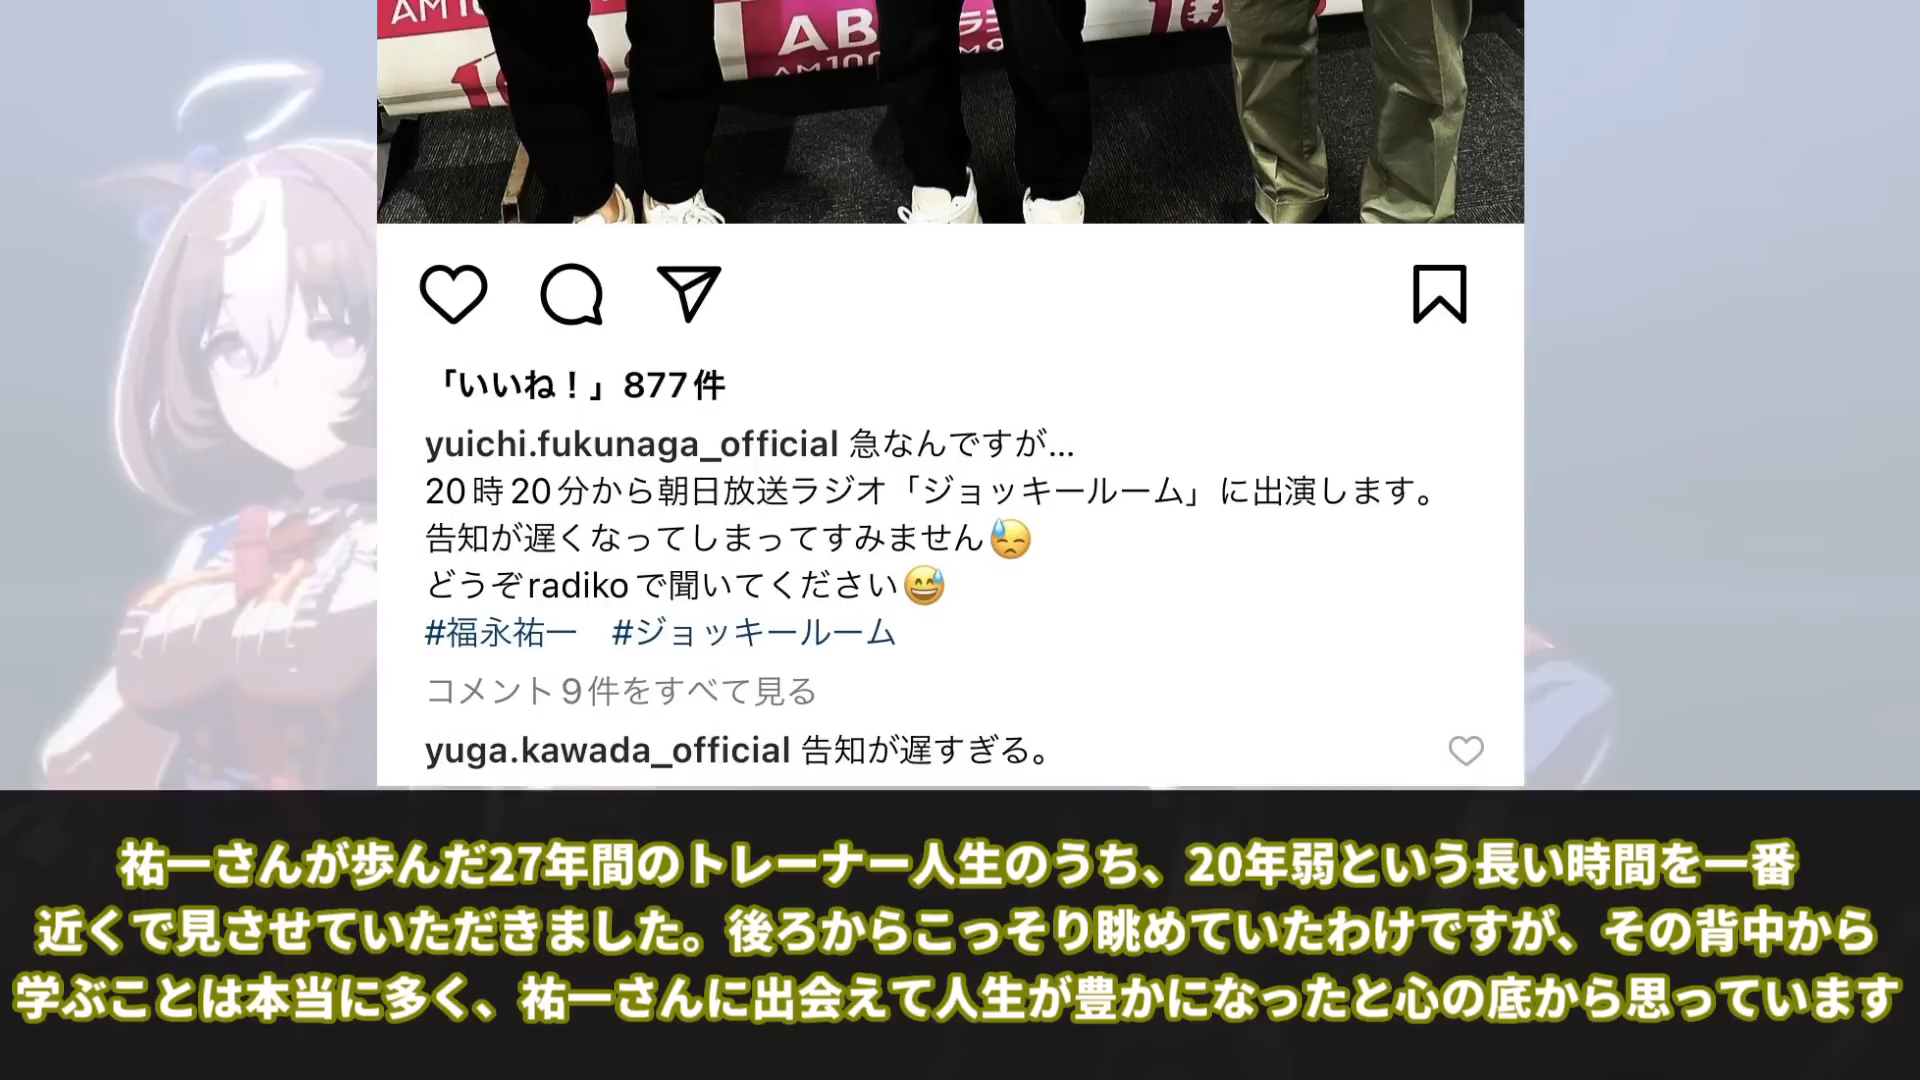 AM10
AB
AM100
「いいね！」877件
yuichi.fukunaga_official 急なんですが...
20時20分から朝日放送ラジオ「ジョッキールーム」に出演します。
告知が遅くなってしまってすみません😓
どうぞradikoで聞いてください😅
#福永祐一 #ジョッキールーム
コメント9件をすべて見る
yuga.kawada_official 告知が遅すぎる。
祐一さんが歩んだ27年間のトレーナー人生のうち、20年弱という長い時間を一番
近くで見させていただきました。後ろからこっそり眺めていたわけですが、その背中から
学ぶことは本当に多く、祐一さんに出会えて人生が豊かになったと心の底から思っています